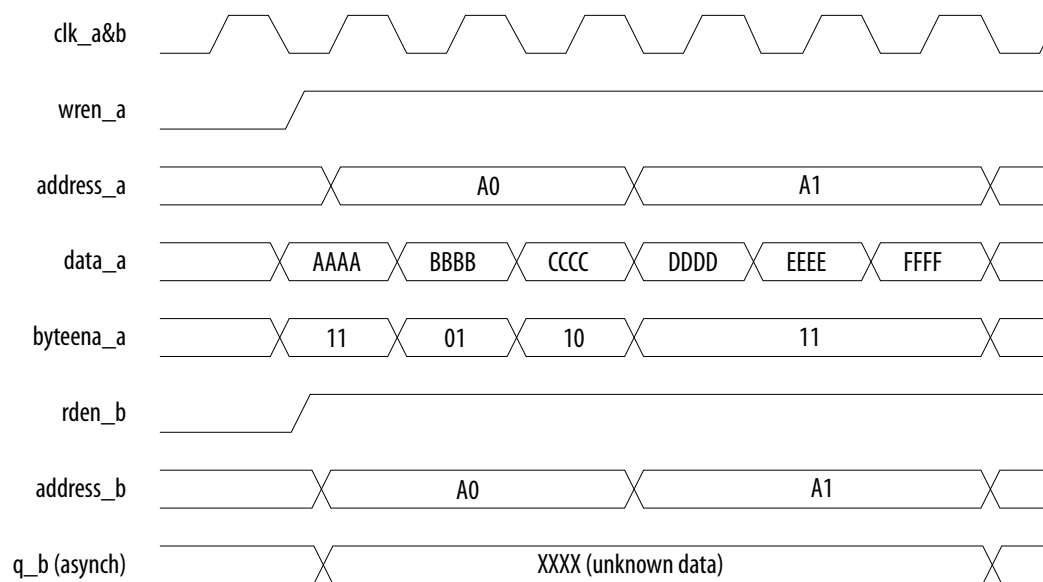 clk_a&b
wren_a
address_a A0 A1
data_a AAAA BBBB CCCC DDDD EEEE FFFF
byteena_a 11 01 10 11
rden_b
address_b A0 A1
q_b (asynch) XXXX (unknown data)